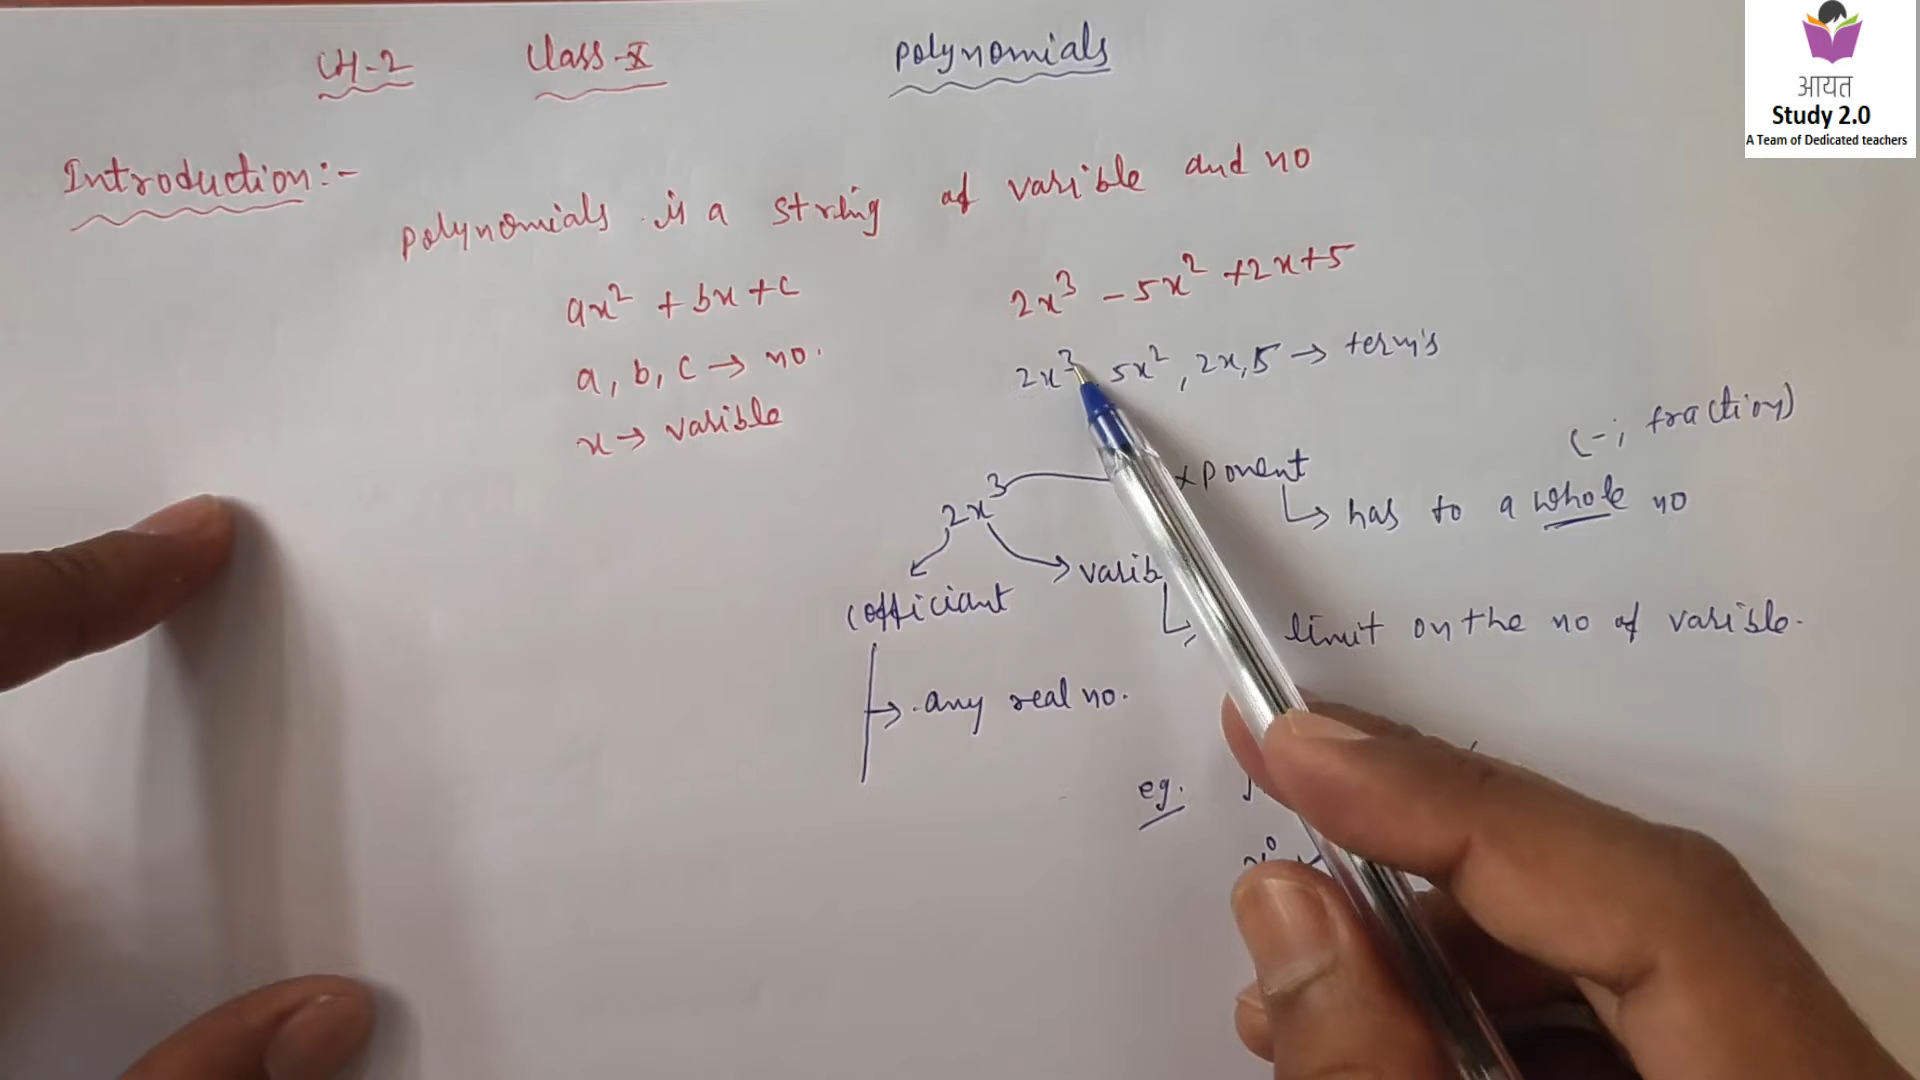 CH-2 Class-X Polynomials
Introduction:-
polynomials is a string of varible and no
ax² + bx + c 2x³ - 5x² + 2x + 5
a, b, c → no. 2x³ 5x², 2x, 5 → term's
x → varible
(-, fraction)
2x³ xponent
↳ has to a whole no
cofficiant → varib
limit on the no of varible.
→ any real no.
eg.
आयत
Study 2.0
A Team of Dedicated teachers